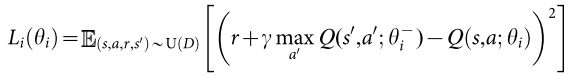 L_i(θ_i) = 𝔼_{(s,a,r,s′)∼U(D)} [ ( r + γ max_{a′} Q(s′,a′; θ_i^−) − Q(s,a; θ_i) )^2 ]